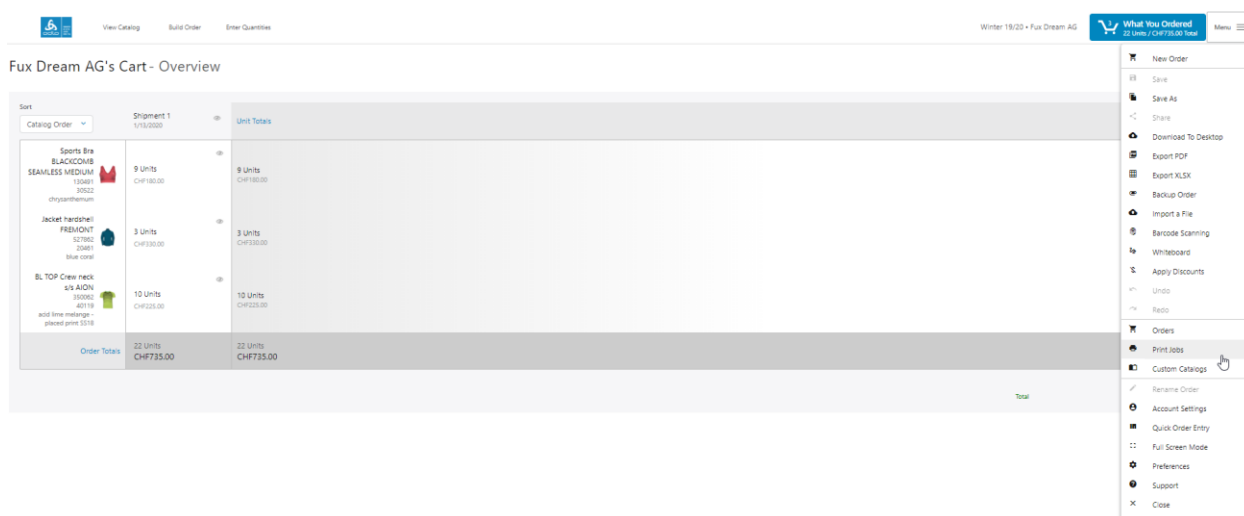 View Catalog Build Order Enter Quantities Winter 19/20 • Fux Dream AG What You Ordered Menu
22 Units / CHF735.00 Total
Fux Dream AG's Cart - Overview
Sort
Catalog Order
Shipment 1
1/13/2020
Unit Totals
Sports Bra
BLACKCOMB
SEAMLESS MEDIUM
130491
30522
chrysanthemum
9 Units
CHF180.00
9 Units
CHF180.00
Jacket hardshell
FREMONT
527862
20461
blue coral
3 Units
CHF330.00
3 Units
CHF330.00
BL TOP Crew neck
s/s AION
350062
40119
acid lime melange -
placed print SS18
10 Units
CHF225.00
10 Units
CHF225.00
Order Totals
22 Units
CHF735.00
22 Units
CHF735.00
Total
New Order
Save
Save As
Share
Download To Desktop
Export PDF
Export XLSX
Backup Order
Import a File
Barcode Scanning
Whiteboard
Apply Discounts
Undo
Redo
Orders
Print Jobs
Custom Catalogs
Rename Order
Account Settings
Quick Order Entry
Full Screen Mode
Preferences
Support
Close